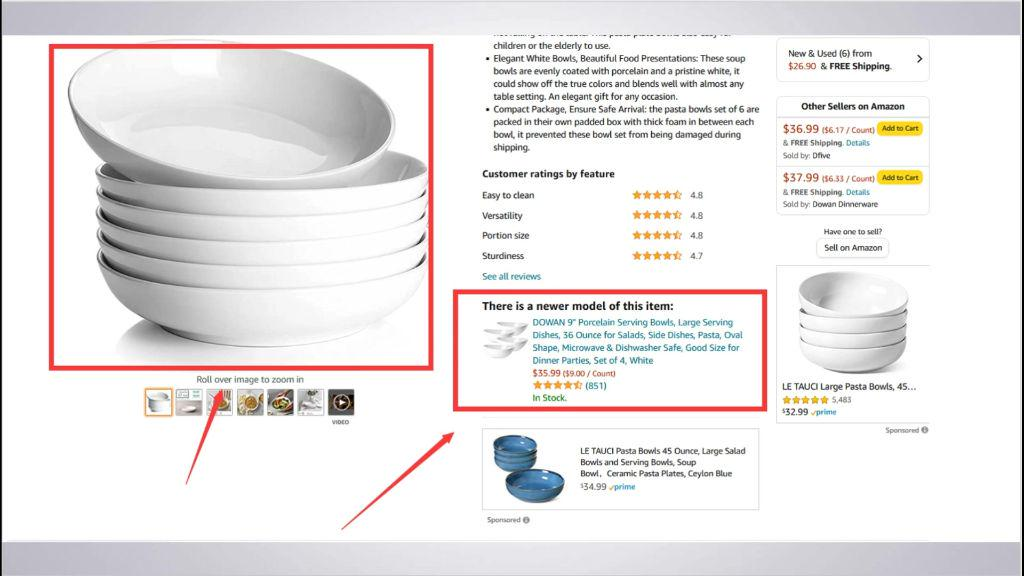 children or the elderly to use.
• Elegant White Bowls, Beautiful Food Presentations: These soup
bowls are evenly coated with porcelain and a pristine white, it
could show off the true colors and blends well with almost any
table setting. An elegant gift for any occasion.
• Compact Package, Ensure Safe Arrival: the pasta bowls set of 6 are
packed in their own padded box with thick foam in between each
bowl, it prevented these bowl set from being damaged during
shipping.
Customer ratings by feature
Easy to clean 4.8
Versatility 4.8
Portion size 4.8
Sturdiness 4.7
See all reviews
There is a newer model of this item:
DOWAN 9" Porcelain Serving Bowls, Large Serving
Dishes, 36 Ounce for Salads, Side Dishes, Pasta, Oval
Shape, Microwave & Dishwasher Safe, Good Size for
Dinner Parties, Set of 4, White
$35.99 ($9.00 / Count)
(851)
In Stock.
Roll over image to zoom in
VIDEO
LE TAUCI Pasta Bowls 45 Ounce, Large Salad
Bowls and Serving Bowls, Soup
Bowl, Ceramic Pasta Plates, Ceylon Blue
$34.99 prime
Sponsored
New & Used (6) from
$26.90 & FREE Shipping.
Other Sellers on Amazon
$36.99 ($6.17 / Count) Add to Cart
& FREE Shipping. Details
Sold by: Dfive
$37.99 ($6.33 / Count) Add to Cart
& FREE Shipping. Details
Sold by: Dowan Dinnerware
Have one to sell?
Sell on Amazon
LE TAUCI Large Pasta Bowls, 45...
5,483
$32.99 prime
Sponsored